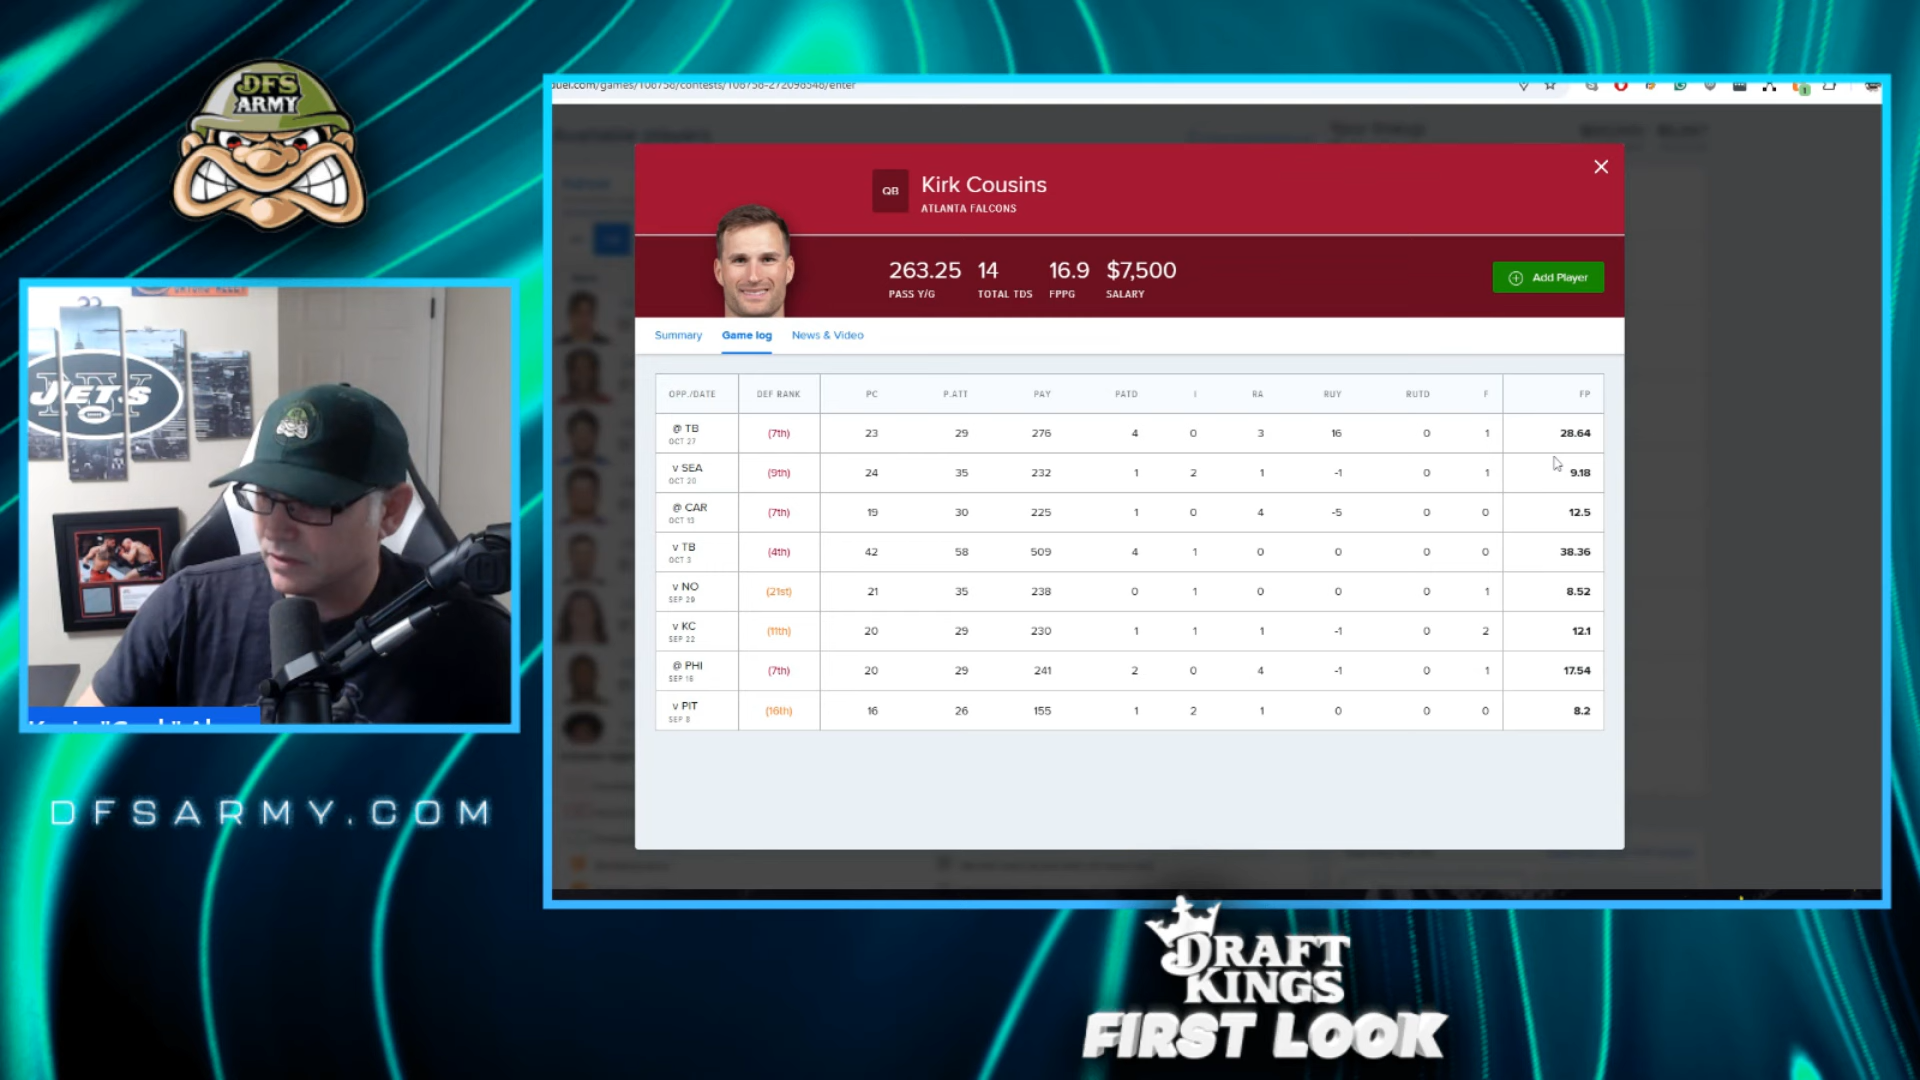 DFS
ARMY
JETS
DFSARMY.COM
QB
Kirk Cousins
ATLANTA FALCONS
263.25 14 16.9 $7,500
PASS Y/G TOTAL TDS FPPG SALARY
Add Player
Summary Game log News & Video
OPP./DATE DEF RANK PC P.ATT PAY PATD I RA RUY RUTD F FP
@ TB (7th) 23 29 276 4 0 3 16 0 1 28.64
OCT 27
v SEA (9th) 24 35 232 1 2 1 -1 0 1 9.18
OCT 20
@ CAR (7th) 19 30 225 1 0 4 -5 0 0 12.5
OCT 13
v TB (4th) 42 58 509 4 1 0 0 0 0 38.36
OCT 3
v NO (21st) 21 35 238 0 1 0 0 0 1 8.52
SEP 29
v KC (11th) 20 29 230 1 1 1 -1 0 2 12.1
SEP 22
@ PHI (7th) 20 29 241 2 0 4 -1 0 1 17.54
SEP 16
v PIT (16th) 16 26 155 1 2 1 0 0 0 8.2
SEP 8
DRAFT
KINGS
FIRST LOOK